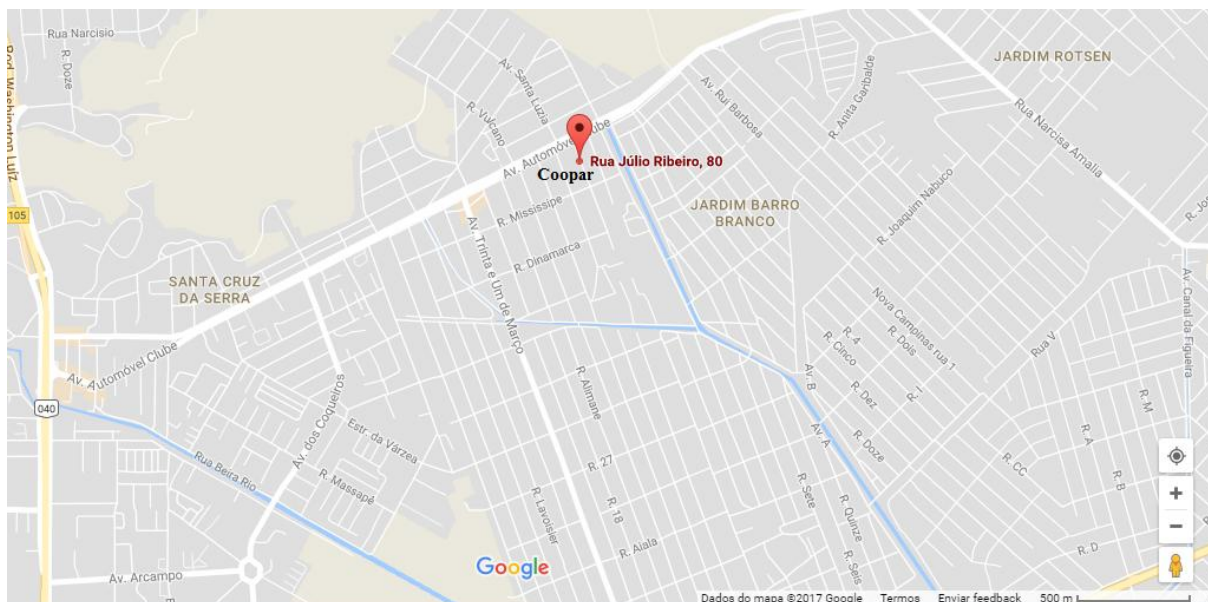 Rua Narcisio
R. Doze
Rod. Washington Luíz
105
Av. Santa Luzia
R. Vulcano
Av. Automóvel Clube
Rua Júlio Ribeiro, 80
Coopar
R. Mississipe
R. Dinamarca
Av. Trinta e Um de Março
JARDIM ROTSEN
Av. Rui Barbosa
R. Anita Garibalde
Rua Narcisa Amalia
JARDIM BARRO
BRANCO
R. Joaquim Nabuco
SANTA CRUZ
DA SERRA
Av. Automóvel Clube
040
Av. dos Coqueiros
Estr. da Várzea
Rua Beira Rio
R. Massapé
Av. Arcampo
R. Alirmane
R. 27
R. 18
R. Lavoisier
R. Aiala
Nova Campinas rua 1
R. 4
R. Dois
R. Cinco
R. Dez
R. I
R. Doze
Av. B
Av. A
R. Sete
R. Quinze
R. Seis
Rua V
Av. Canal da Figueira
R. M
R. A
R. B
R. CC
R. D
Google
Dados do mapa ©2017 Google Termos Enviar feedback 500 m